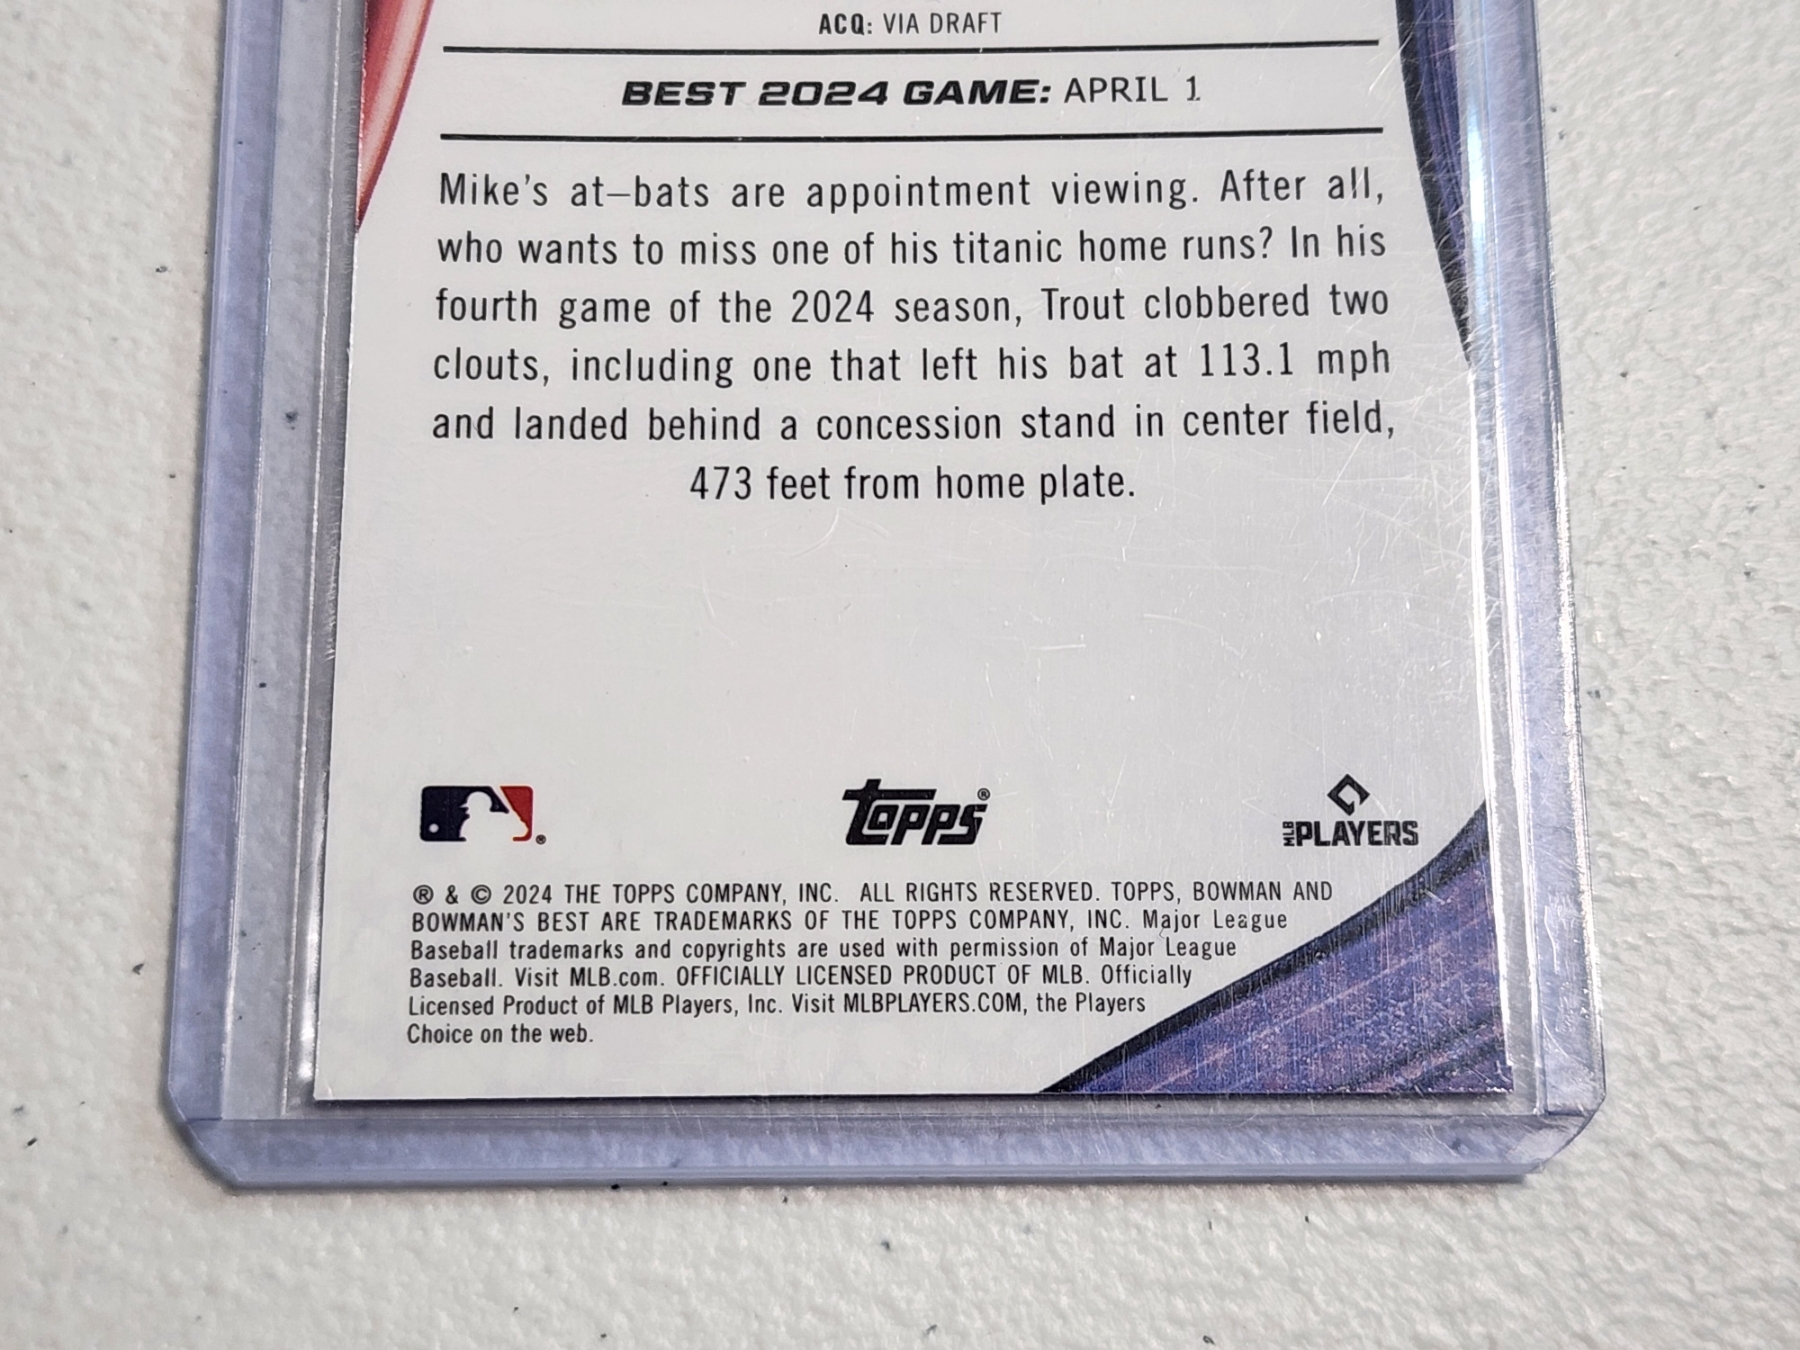 ACQ: VIA DRAFT
BEST 2024 GAME: APRIL 1
Mike's at–bats are appointment viewing. After all,
who wants to miss one of his titanic home runs? In his
fourth game of the 2024 season, Trout clobbered two
clouts, including one that left his bat at 113.1 mph
and landed behind a concession stand in center field,
473 feet from home plate.
Topps®
MLB PLAYERS
® & © 2024 THE TOPPS COMPANY, INC. ALL RIGHTS RESERVED. TOPPS, BOWMAN AND
BOWMAN'S BEST ARE TRADEMARKS OF THE TOPPS COMPANY, INC. Major League
Baseball trademarks and copyrights are used with permission of Major League
Baseball. Visit MLB.com. OFFICIALLY LICENSED PRODUCT OF MLB. Officially
Licensed Product of MLB Players, Inc. Visit MLBPLAYERS.COM, the Players
Choice on the web.